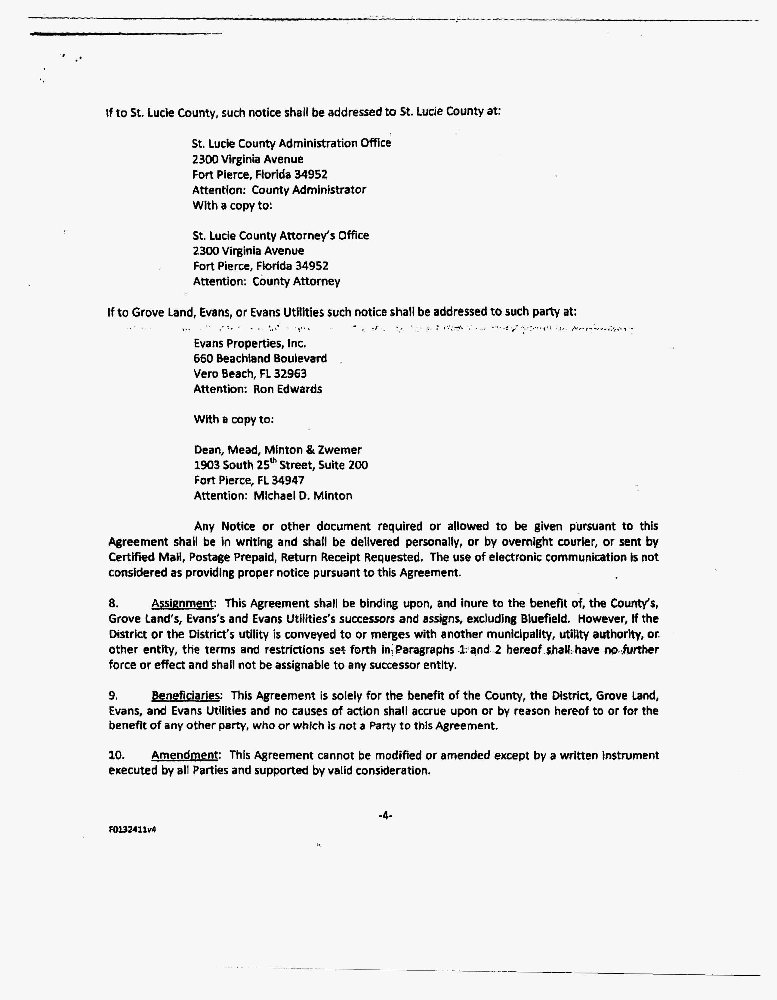 If to St. Lucie County, such notice shall be addressed to St. Lucie County at:
St. Lucie County Administration Office
2300 Virginia Avenue
Fort Pierce, Florida 34952
Attention: County Administrator
With a copy to:
St. Lucie County Attorney's Office
2300 Virginia Avenue
Fort Pierce, Florida 34952
Attention: County Attorney
If to Grove Land, Evans, or Evans Utilities such notice shall be addressed to such party at:
Evans Properties, Inc.
660 Beachland Boulevard
Vero Beach, FL 32963
Attention: Ron Edwards
With a copy to:
Dean, Mead, Minton & Zwemer
1903 South 25th Street, Suite 200
Fort Pierce, FL 34947
Attention: Michael D. Minton
Any Notice or other document required or allowed to be given pursuant to this
Agreement shall be in writing and shall be delivered personally, or by overnight courier, or sent by
Certified Mail, Postage Prepaid, Return Receipt Requested. The use of electronic communication is not
considered as providing proper notice pursuant to this Agreement.
8. Assignment: This Agreement shall be binding upon, and inure to the benefit of, the County's,
Grove Land's, Evans's and Evans Utilities's successors and assigns, excluding Bluefield. However, if the
District or the District's utility is conveyed to or merges with another municipality, utility authority, or
other entity, the terms and restrictions set forth in Paragraphs 1 and 2 hereof shall have no further
force or effect and shall not be assignable to any successor entity.
9. Beneficiaries: This Agreement is solely for the benefit of the County, the District, Grove Land,
Evans, and Evans Utilities and no causes of action shall accrue upon or by reason hereof to or for the
benefit of any other party, who or which is not a Party to this Agreement.
10. Amendment: This Agreement cannot be modified or amended except by a written instrument
executed by all Parties and supported by valid consideration.
-4-
F0132411v4